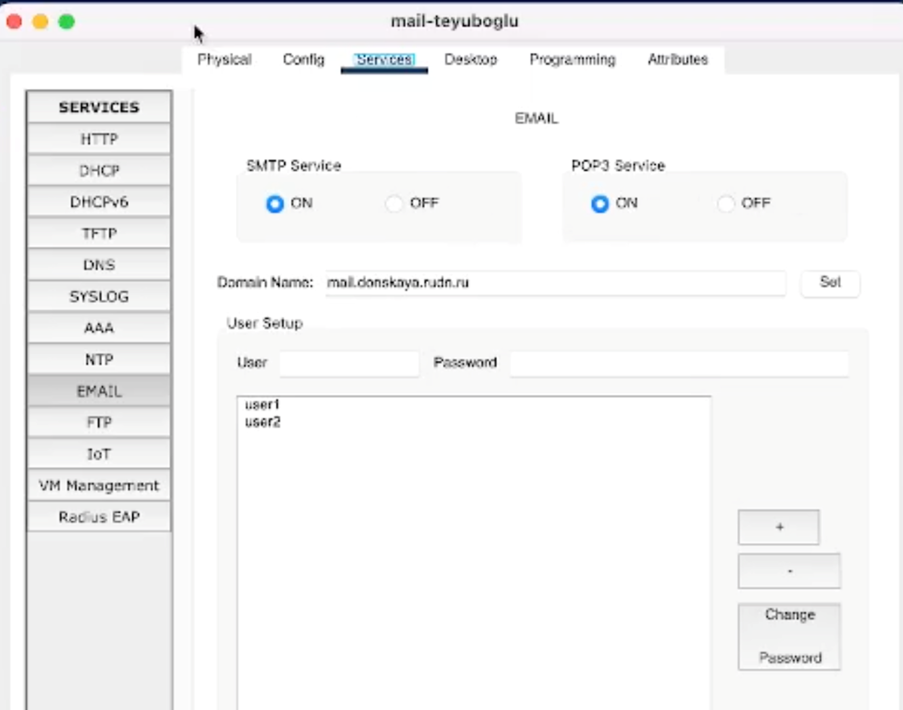 mail-teyuboglu
Physical Config Services Desktop Programming Attributes
SERVICES
HTTP
DHCP
DHCPv6
TFTP
DNS
SYSLOG
AAA
NTP
EMAIL
FTP
IoT
VM Management
Radius EAP
EMAIL
SMTP Service
ON OFF
POP3 Service
ON OFF
Domain Name: mail.donskaya.rudn.ru Set
User Setup
User Password
user1
user2
+
-
Change
Password